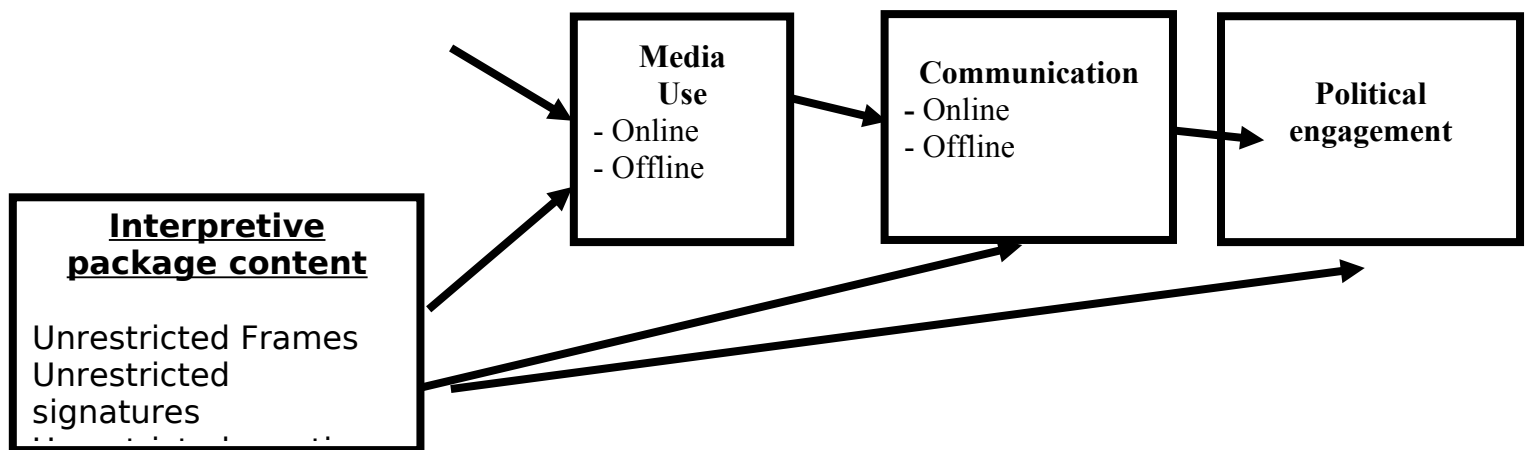 Media
Use
- Online
- Offline
Communication
- Online
- Offline
Political
engagement
Interpretive
package content
Unrestricted Frames
Unrestricted
signatures